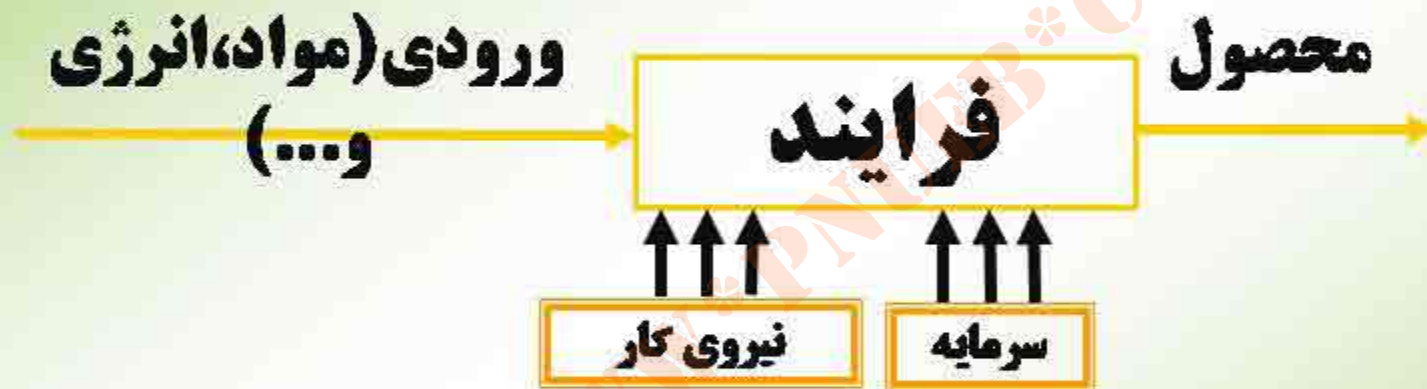 ورودی(مواد،انرژی
و...)
فرایند
محصول
نیروی کار
سرمایه